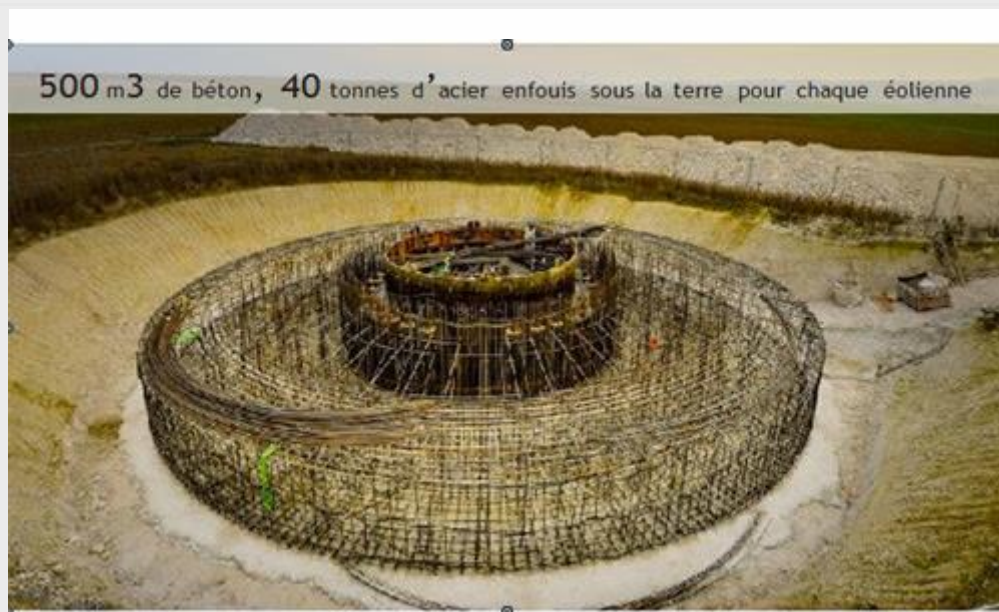 500 m3 de béton, 40 tonnes d'acier enfouis sous la terre pour chaque éolienne